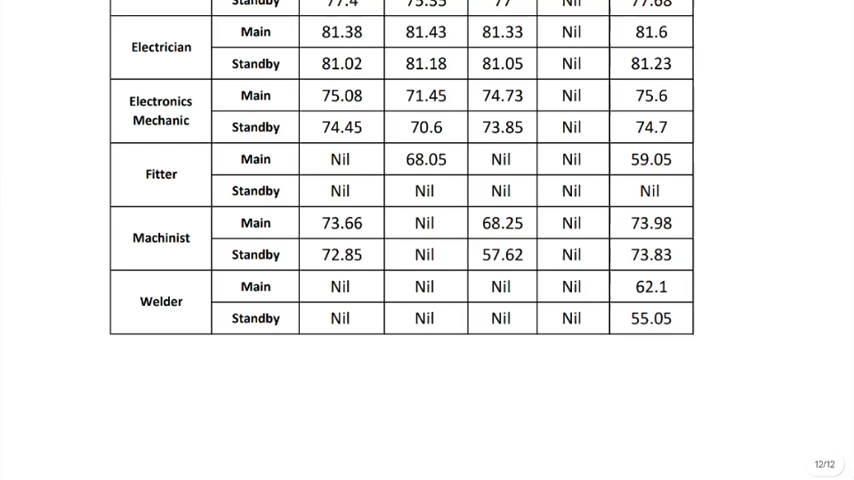 Standby 77.4 75.35 77 Nil 77.68
Electrician Main 81.38 81.43 81.33 Nil 81.6
Standby 81.02 81.18 81.05 Nil 81.23
Electronics Mechanic Main 75.08 71.45 74.73 Nil 75.6
Standby 74.45 70.6 73.85 Nil 74.7
Fitter Main Nil 68.05 Nil Nil 59.05
Standby Nil Nil Nil Nil Nil
Machinist Main 73.66 Nil 68.25 Nil 73.98
Standby 72.85 Nil 57.62 Nil 73.83
Welder Main Nil Nil Nil Nil 62.1
Standby Nil Nil Nil Nil 55.05
12/12